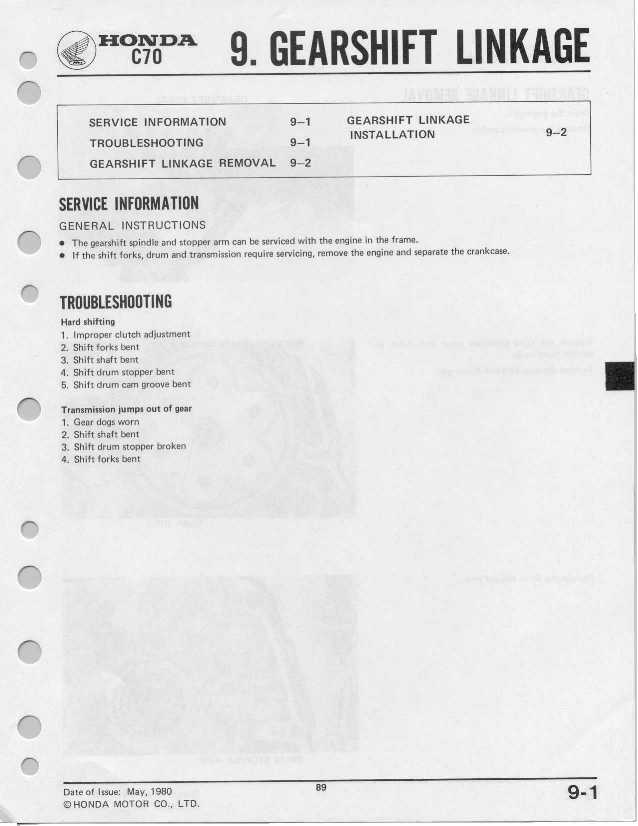 HONDA
C70
9. GEARSHIFT LINKAGE
SERVICE INFORMATION 9–1
TROUBLESHOOTING 9–1
GEARSHIFT LINKAGE REMOVAL 9–2
GEARSHIFT LINKAGE
INSTALLATION 9–2
SERVICE INFORMATION
GENERAL INSTRUCTIONS
● The gearshift spindle and stopper arm can be serviced with the engine in the frame.
● If the shift forks, drum and transmission require servicing, remove the engine and separate the crankcase.
TROUBLESHOOTING
Hard shifting
1. Improper clutch adjustment
2. Shift forks bent
3. Shift shaft bent
4. Shift drum stopper bent
5. Shift drum cam groove bent
Transmission jumps out of gear
1. Gear dogs worn
2. Shift shaft bent
3. Shift drum stopper broken
4. Shift forks bent
Date of Issue: May, 1980
© HONDA MOTOR CO., LTD.
89
9-1